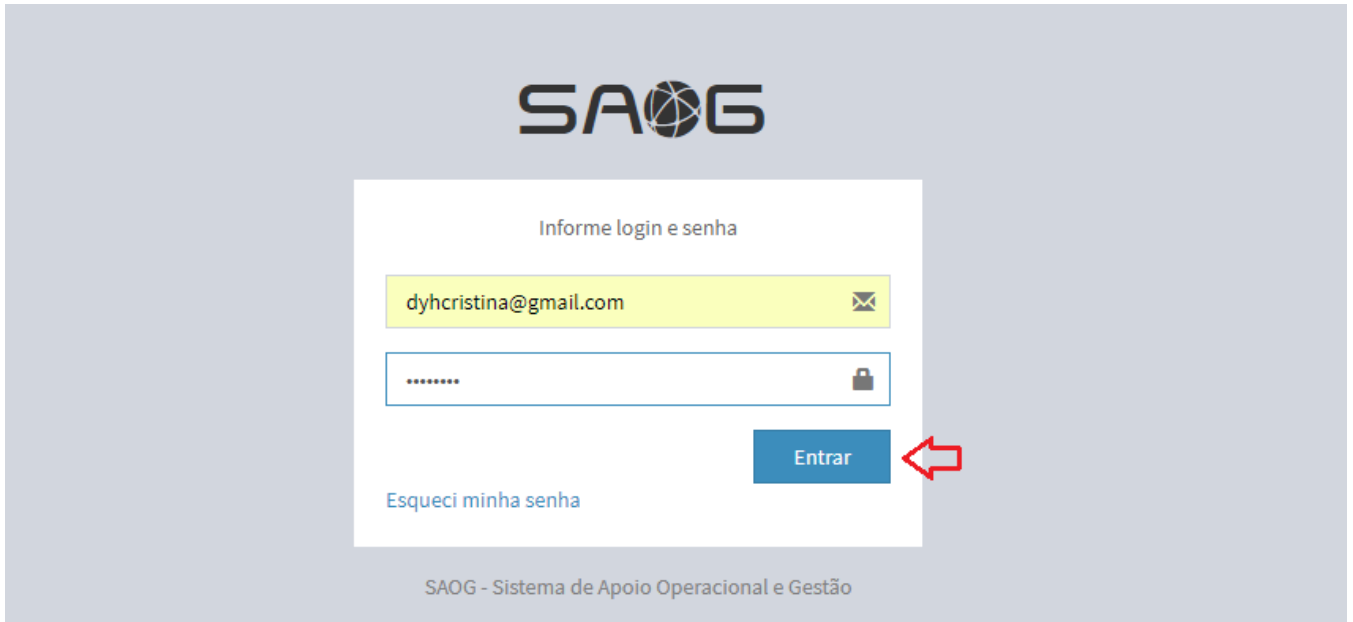 SAOG
Informe login e senha
dyhcristina@gmail.com
••••••••
Entrar
Esqueci minha senha
SAOG - Sistema de Apoio Operacional e Gestão